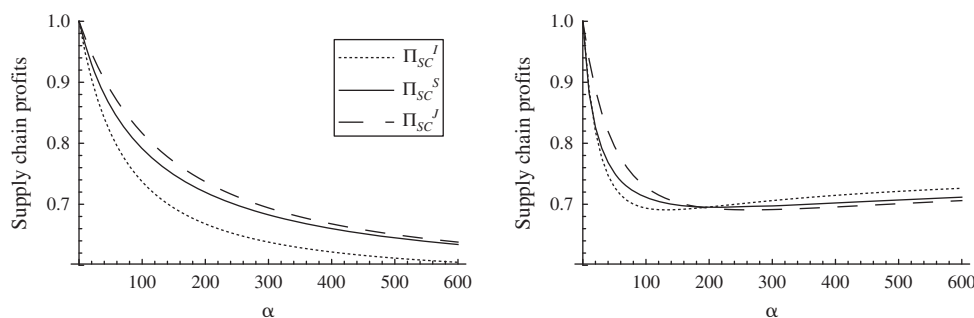 1.0
0.9
0.8
0.7
Supply chain profits
100 200 300 400 500 600
α
Π_SC^I
Π_SC^S
Π_SC^J
1.0
0.9
0.8
0.7
Supply chain profits
100 200 300 400 500 600
α